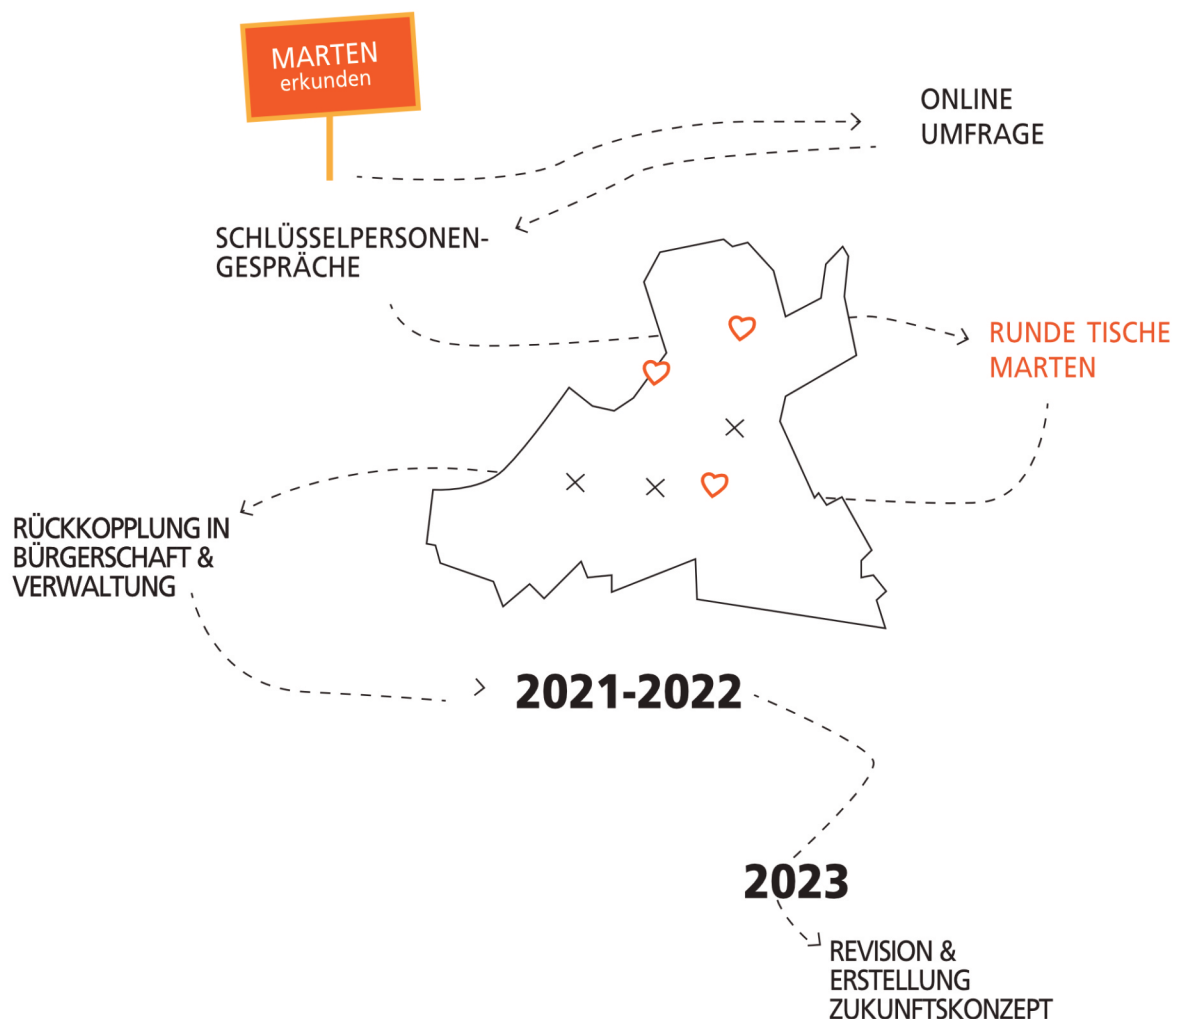 MARTEN
erkunden
ONLINE
UMFRAGE
SCHLÜSSELPERSONEN-
GESPRÄCHE
RUNDE TISCHE
MARTEN
RÜCKKOPPLUNG IN
BÜRGERSCHAFT &
VERWALTUNG
2021-2022
2023
REVISION &
ERSTELLUNG
ZUKUNFTSKONZEPT